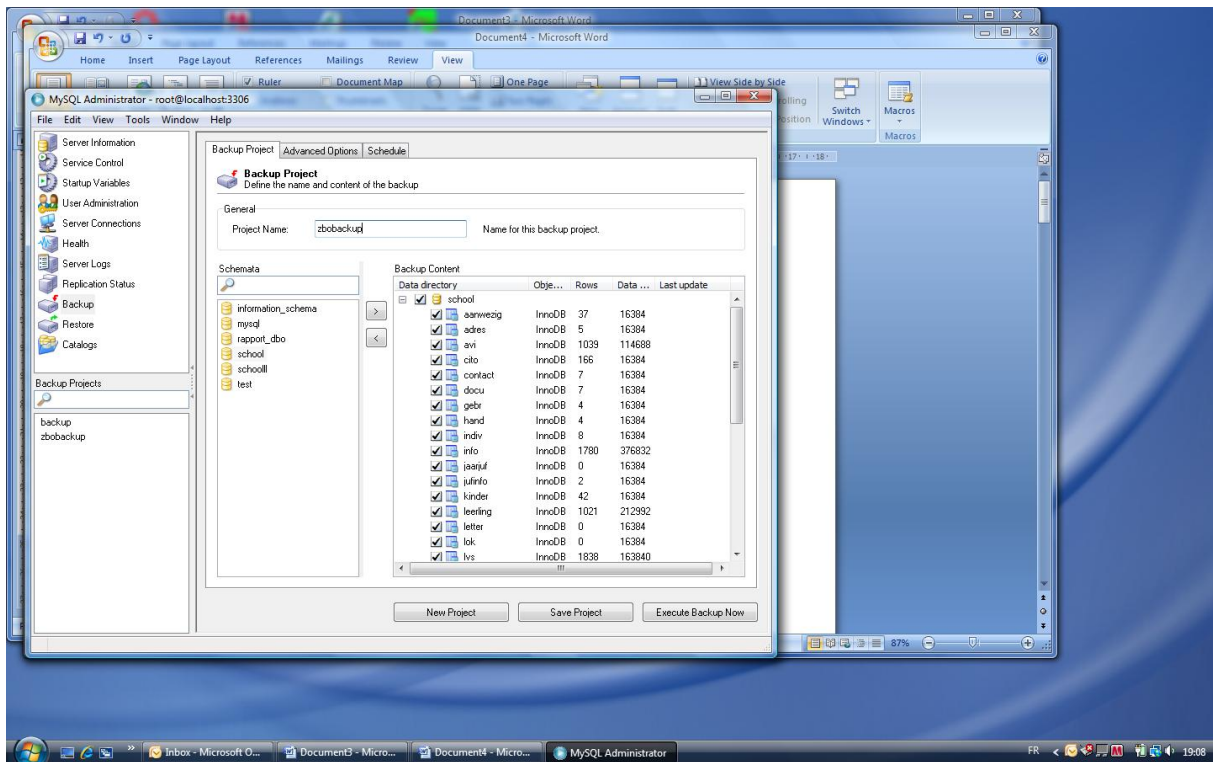 Document3 - Microsoft Word
Document4 - Microsoft Word
Home Insert Page Layout References Mailings Review View
Ruler Document Map One Page View Side by Side
Switch Windows
Macros
Macros
MySQL Administrator - root@localhost:3306
File Edit View Tools Window Help
Server Information
Service Control
Startup Variables
User Administration
Server Connections
Health
Server Logs
Replication Status
Backup
Restore
Catalogs
Backup Projects
backup
zbobackup
Backup Project Advanced Options Schedule
Backup Project
Define the name and content of the backup
General
Project Name: zbobackup Name for this backup project.
Schemata
information_schema
mysql
rapport_dbo
school
schoolll
test
>
<
Backup Content
Data directory Obje... Rows Data ... Last update
school
aanwezig InnoDB 37 16384
adres InnoDB 5 16384
avi InnoDB 1039 114688
cito InnoDB 166 16384
contact InnoDB 7 16384
docu InnoDB 7 16384
gebr InnoDB 4 16384
hand InnoDB 4 16384
indiv InnoDB 8 16384
info InnoDB 1780 376832
jaarjuf InnoDB 0 16384
jufinfo InnoDB 2 16384
kinder InnoDB 42 16384
leerling InnoDB 1021 212992
letter InnoDB 0 16384
lok InnoDB 0 16384
lvs InnoDB 1838 163840
New Project Save Project Execute Backup Now
·17· ı ·18·
87%
Inbox - Microsoft O... Document3 - Micro... Document4 - Micro... MySQL Administrator FR 19:08